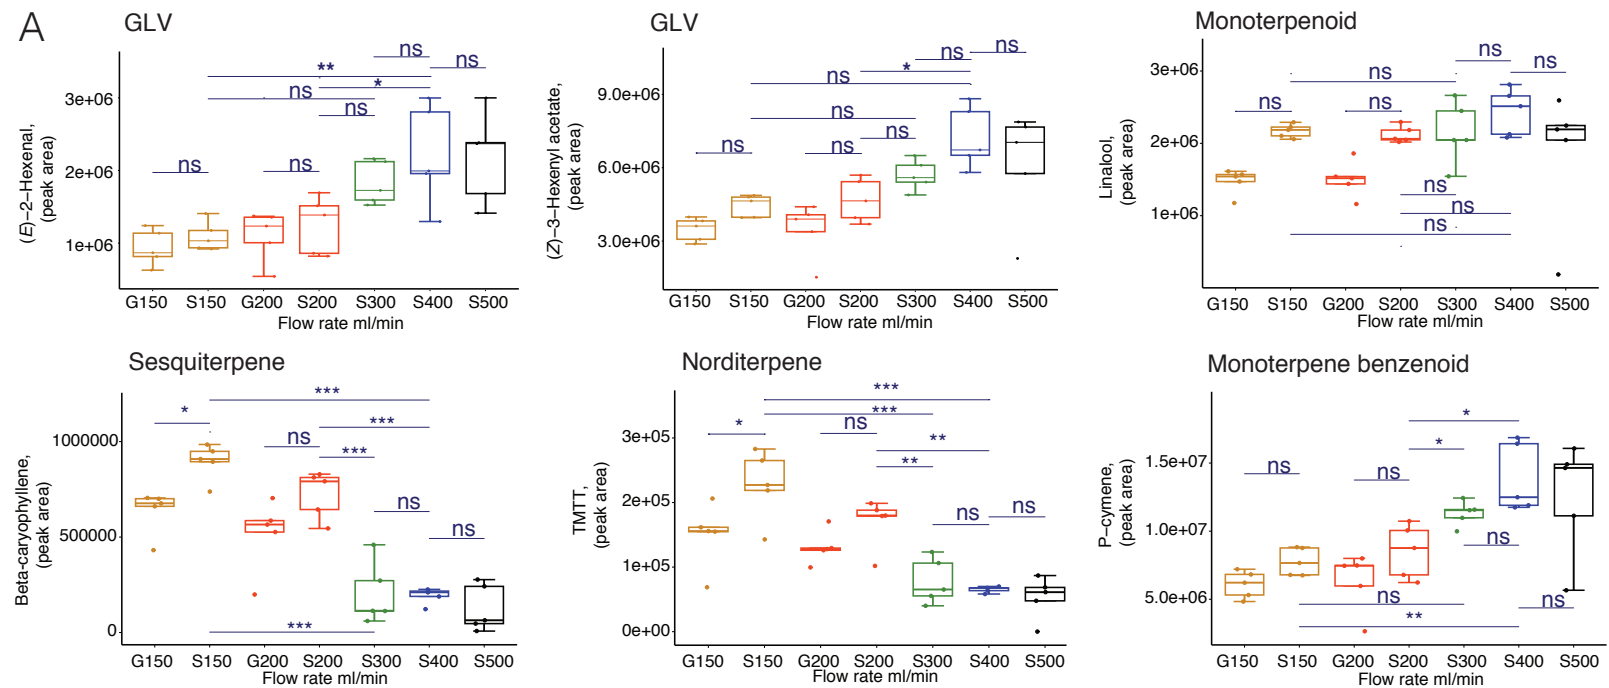 A
GLV
(E)−2−Hexenal,
(peak area)
3e+06
2e+06
1e+06
ns
ns
**
*
ns
ns
ns
ns
G150 S150 G200 S200 S300 S400 S500
Flow rate ml/min
GLV
(Z)−3−Hexenyl acetate,
(peak area)
9.0e+06
6.0e+06
3.0e+06
ns
ns
*
ns
ns
ns
ns
ns
G150 S150 G200 S200 S300 S400 S500
Flow rate ml/min
Monoterpenoid
Linalool,
(peak area)
3e+06
2e+06
1e+06
ns
ns
ns
ns
ns
ns
ns
ns
G150 S150 G200 S200 S300 S400 S500
Flow rate ml/min
Sesquiterpene
Beta-caryophyllene,
(peak area)
1000000
500000
0
***
*
***
ns
***
ns
ns
***
G150 S150 G200 S200 S300 S400 S500
Flow rate ml/min
Norditerpene
TMTT,
(peak area)
3e+05
2e+05
1e+05
0e+00
***
***
*
ns
**
**
ns
ns
G150 S150 G200 S200 S300 S400 S500
Flow rate ml/min
Monoterpene benzenoid
P−cymene,
(peak area)
1.5e+07
1.0e+07
5.0e+06
*
*
ns
ns
ns
ns
ns
**
G150 S150 G200 S200 S300 S400 S500
Flow rate ml/min